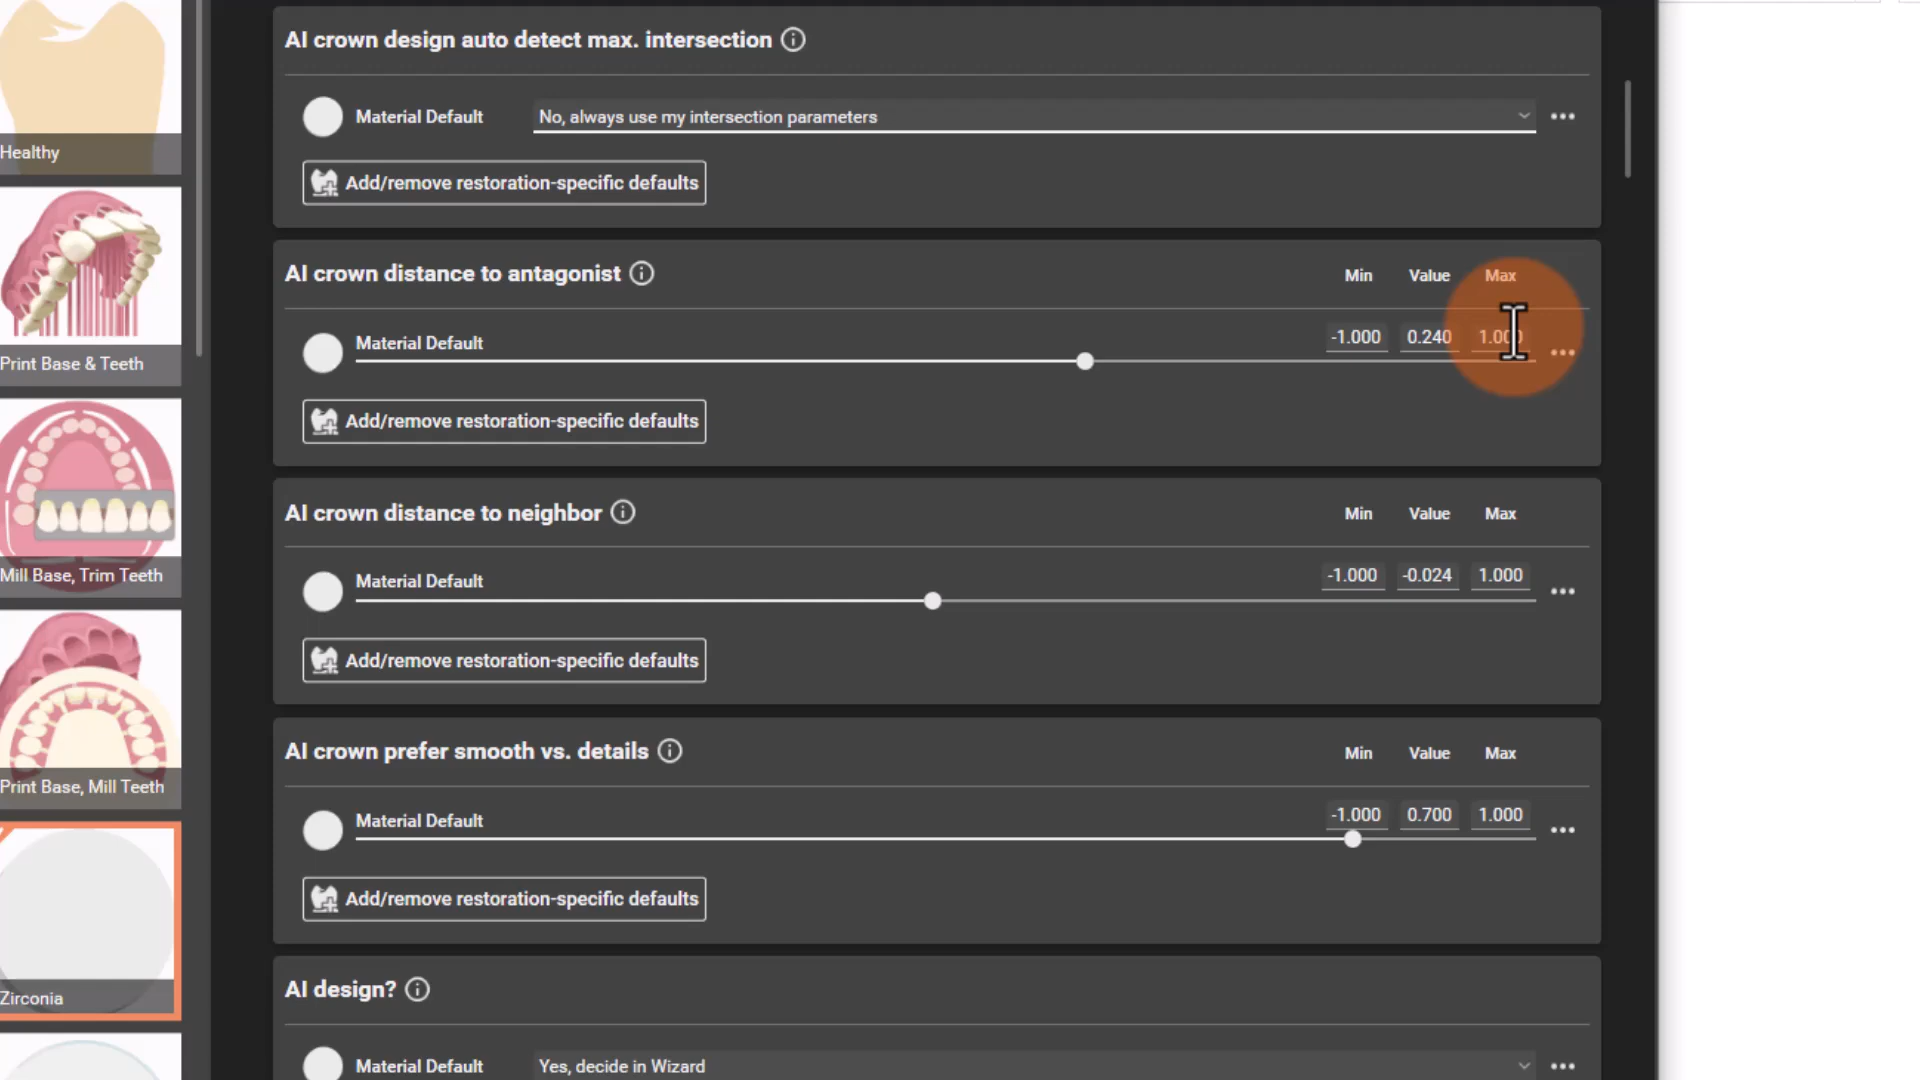 Healthy
Print Base & Teeth
Mill Base, Trim Teeth
Print Base, Mill Teeth
Zirconia
AI crown design auto detect max. intersection
Material Default No, always use my intersection parameters
Add/remove restoration-specific defaults
AI crown distance to antagonist Min Value Max
Material Default -1.000 0.240 1.000
Add/remove restoration-specific defaults
AI crown distance to neighbor Min Value Max
Material Default -1.000 -0.024 1.000
Add/remove restoration-specific defaults
AI crown prefer smooth vs. details Min Value Max
Material Default -1.000 0.700 1.000
Add/remove restoration-specific defaults
AI design?
Material Default Yes, decide in Wizard